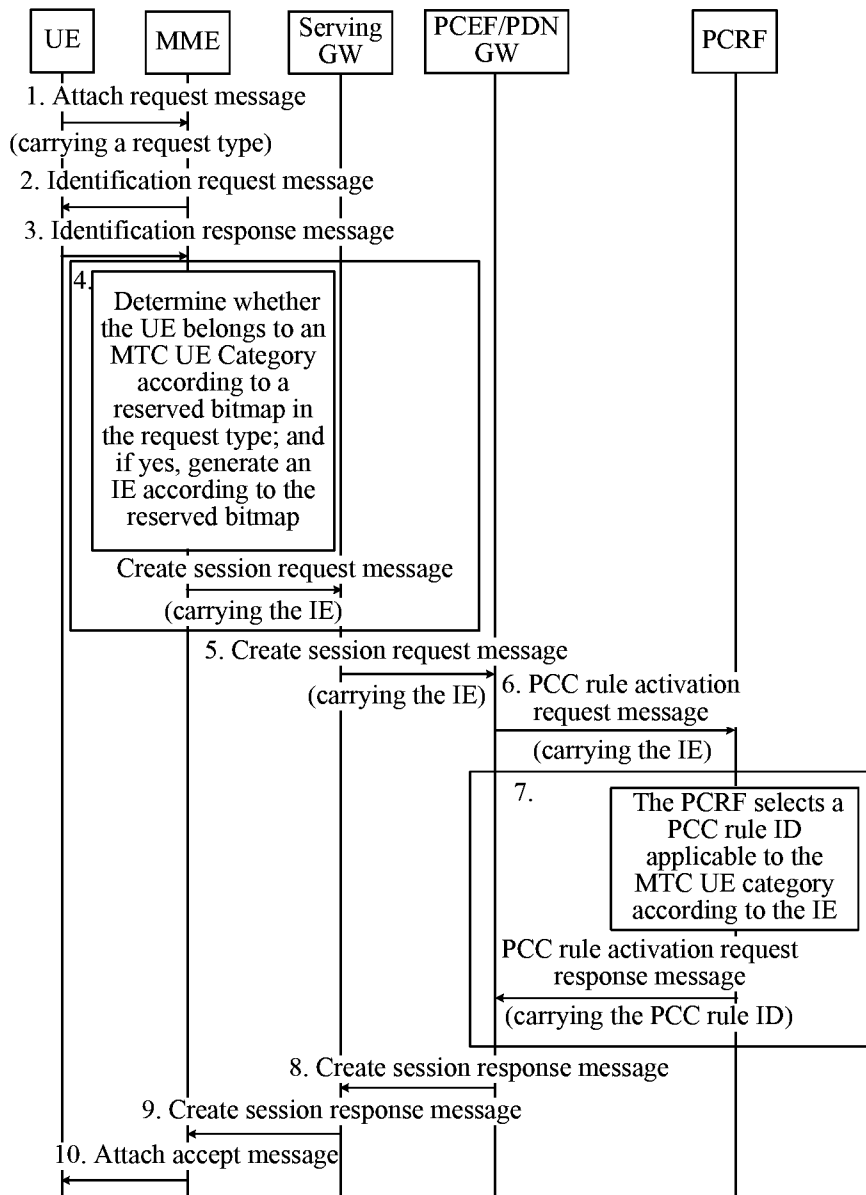 UE
MME
Serving
GW
PCEF/PDN
GW
PCRF
1. Attach request message
(carrying a request type)
2. Identification request message
3. Identification response message
4.
Determine whether
the UE belongs to an
MTC UE Category
according to a
reserved bitmap in
the request type; and
if yes, generate an
IE according to the
reserved bitmap
Create session request message
(carrying the IE)
5. Create session request message
(carrying the IE)
6. PCC rule activation
request message
(carrying the IE)
7.
The PCRF selects a
PCC rule ID
applicable to the
MTC UE category
according to the IE
PCC rule activation request
response message
(carrying the PCC rule ID)
8. Create session response message
9. Create session response message
10. Attach accept message